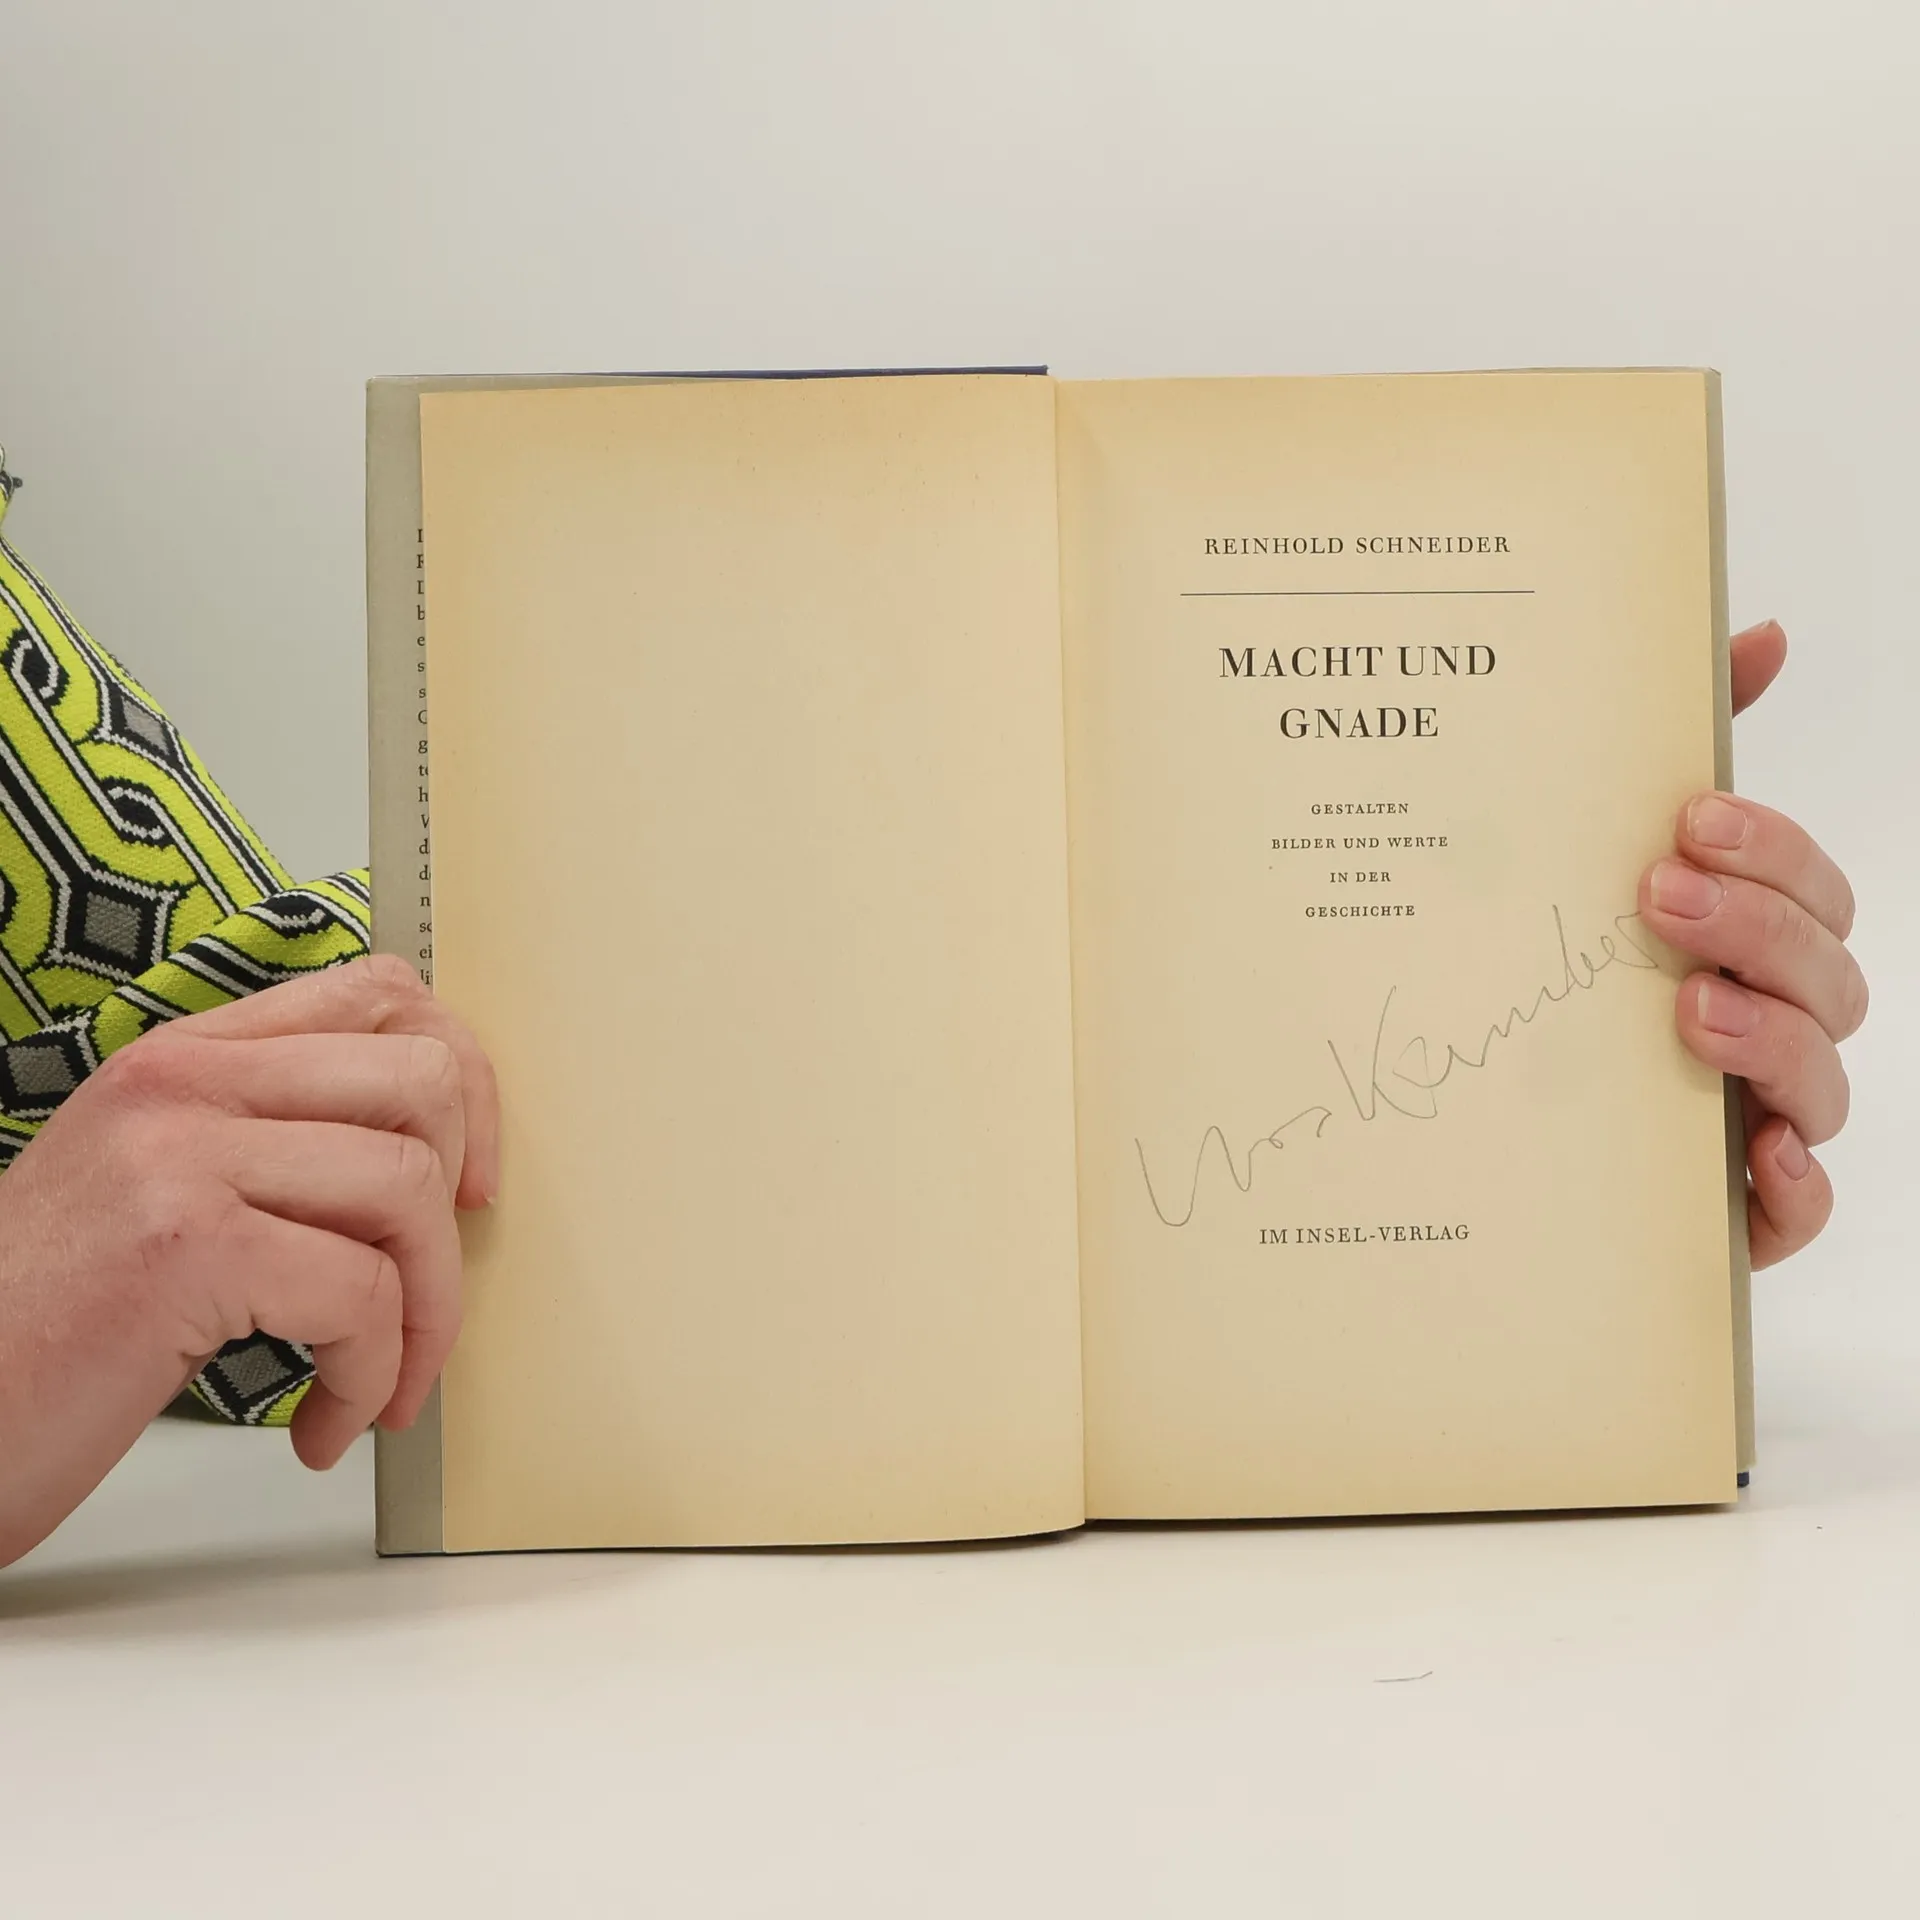 REINHOLD SCHNEIDER
MACHT UND
GNADE
GESTALTEN
BILDER UND WERTE
IN DER
GESCHICHTE
IM INSEL-VERLAG